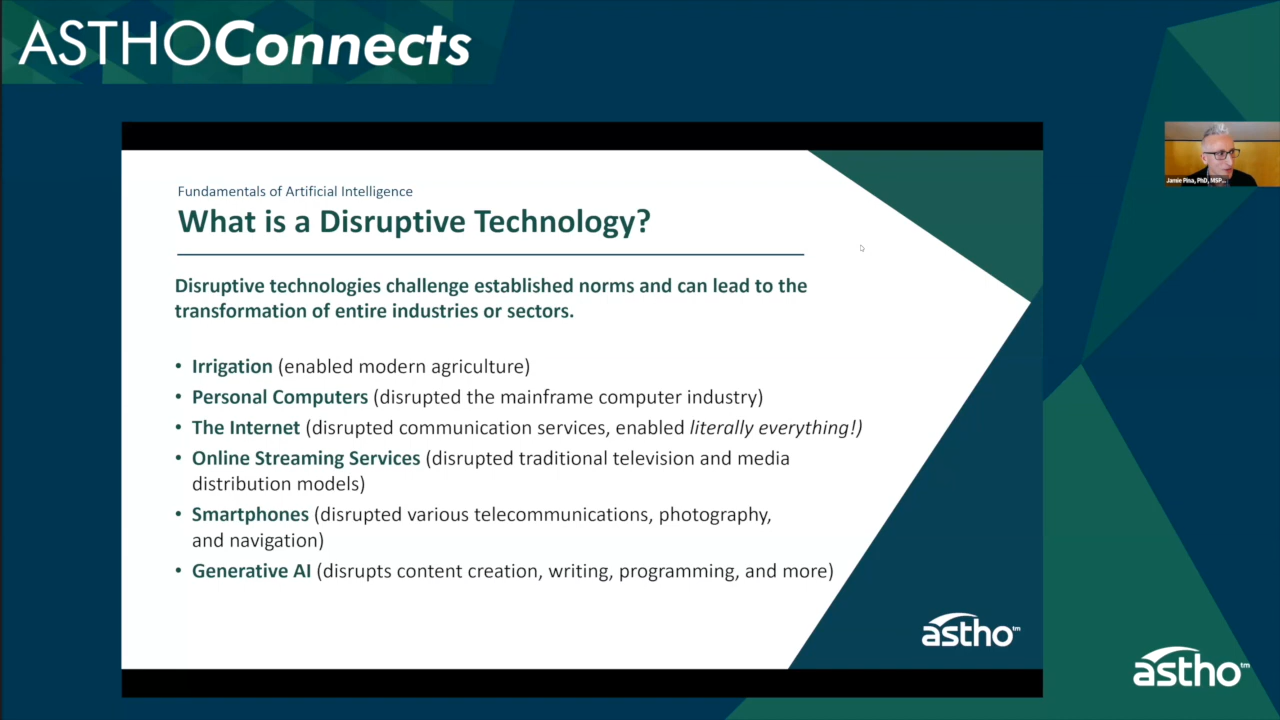 ASTHOConnects
Fundamentals of Artificial Intelligence
What is a Disruptive Technology?
Disruptive technologies challenge established norms and can lead to the
transformation of entire industries or sectors.
• Irrigation (enabled modern agriculture)
• Personal Computers (disrupted the mainframe computer industry)
• The Internet (disrupted communication services, enabled literally everything!)
• Online Streaming Services (disrupted traditional television and media
distribution models)
• Smartphones (disrupted various telecommunications, photography,
and navigation)
• Generative AI (disrupts content creation, writing, programming, and more)
astho™
Jamie Pina, PhD, MSP...
astho™